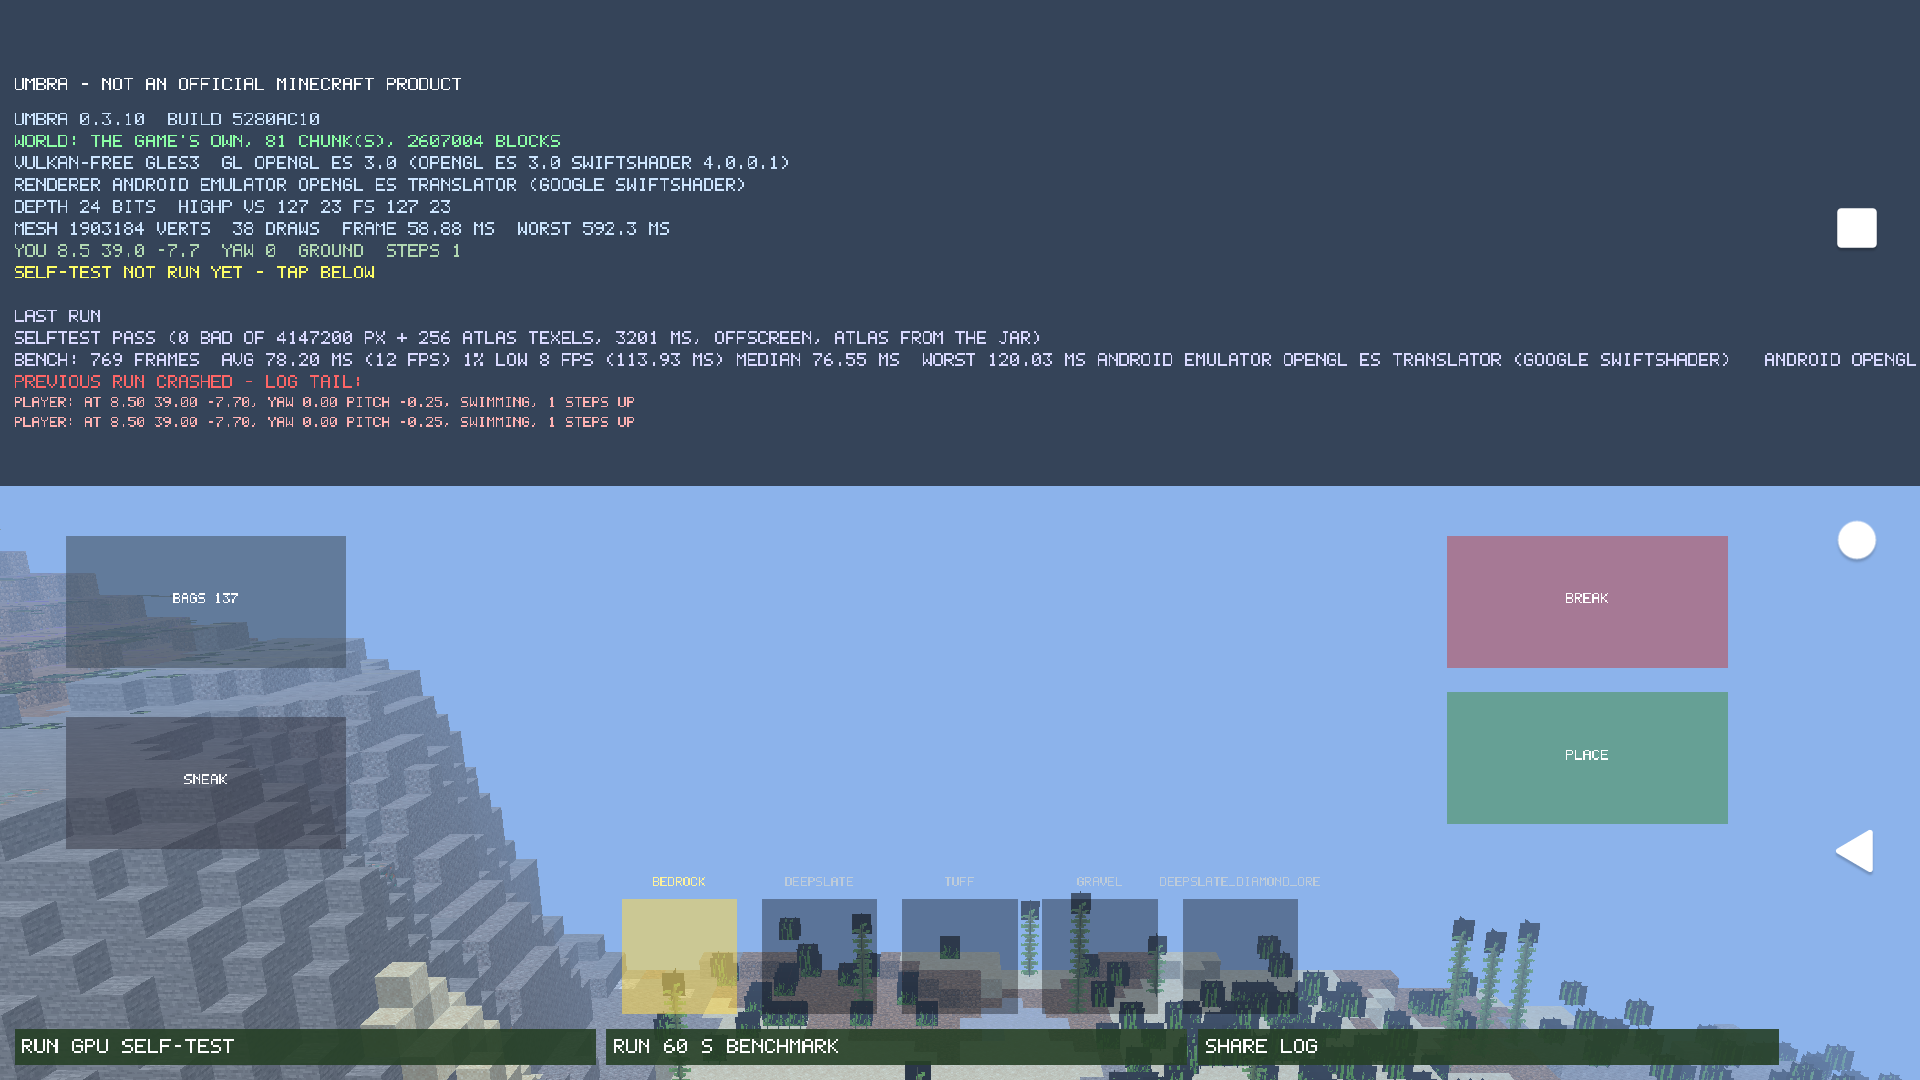 UMBRA - NOT AN OFFICIAL MINECRAFT PRODUCT
UMBRA 0.3.10  BUILD 5280AC10
WORLD: THE GAME'S OWN, 81 CHUNK(S), 2607004 BLOCKS
VULKAN-FREE GLES3  GL OPENGL ES 3.0 (OPENGL ES 3.0 SWIFTSHADER 4.0.0.1)
RENDERER ANDROID EMULATOR OPENGL ES TRANSLATOR (GOOGLE SWIFTSHADER)
DEPTH 24 BITS  HIGHP VS 127 23 FS 127 23
MESH 1903184 VERTS  38 DRAWS  FRAME 58.88 MS  WORST 592.3 MS
YOU 8.5 39.0 -7.7  YAW 0  GROUND  STEPS 1
SELF-TEST NOT RUN YET - TAP BELOW
LAST RUN
SELFTEST PASS (0 BAD OF 4147200 PX + 256 ATLAS TEXELS, 3201 MS, OFFSCREEN, ATLAS FROM THE JAR)
BENCH: 769 FRAMES  AVG 78.20 MS (12 FPS) 1% LOW 8 FPS (113.93 MS) MEDIAN 76.55 MS  WORST 120.03 MS ANDROID EMULATOR OPENGL ES TRANSLATOR (GOOGLE SWIFTSHADER)   ANDROID OPENGL
PREVIOUS RUN CRASHED - LOG TAIL:
PLAYER: AT 8.50 39.00 -7.70, YAW 0.00 PITCH -0.25, SWIMMING, 1 STEPS UP
PLAYER: AT 8.50 39.00 -7.70, YAW 0.00 PITCH -0.25, SWIMMING, 1 STEPS UP
BAGS 137
BREAK
PLACE
SNEAK
BEDROCK
DEEPSLATE
TUFF
GRAVEL
DEEPSLATE_DIAMOND_ORE
RUN GPU SELF-TEST
RUN 60 S BENCHMARK
SHARE LOG